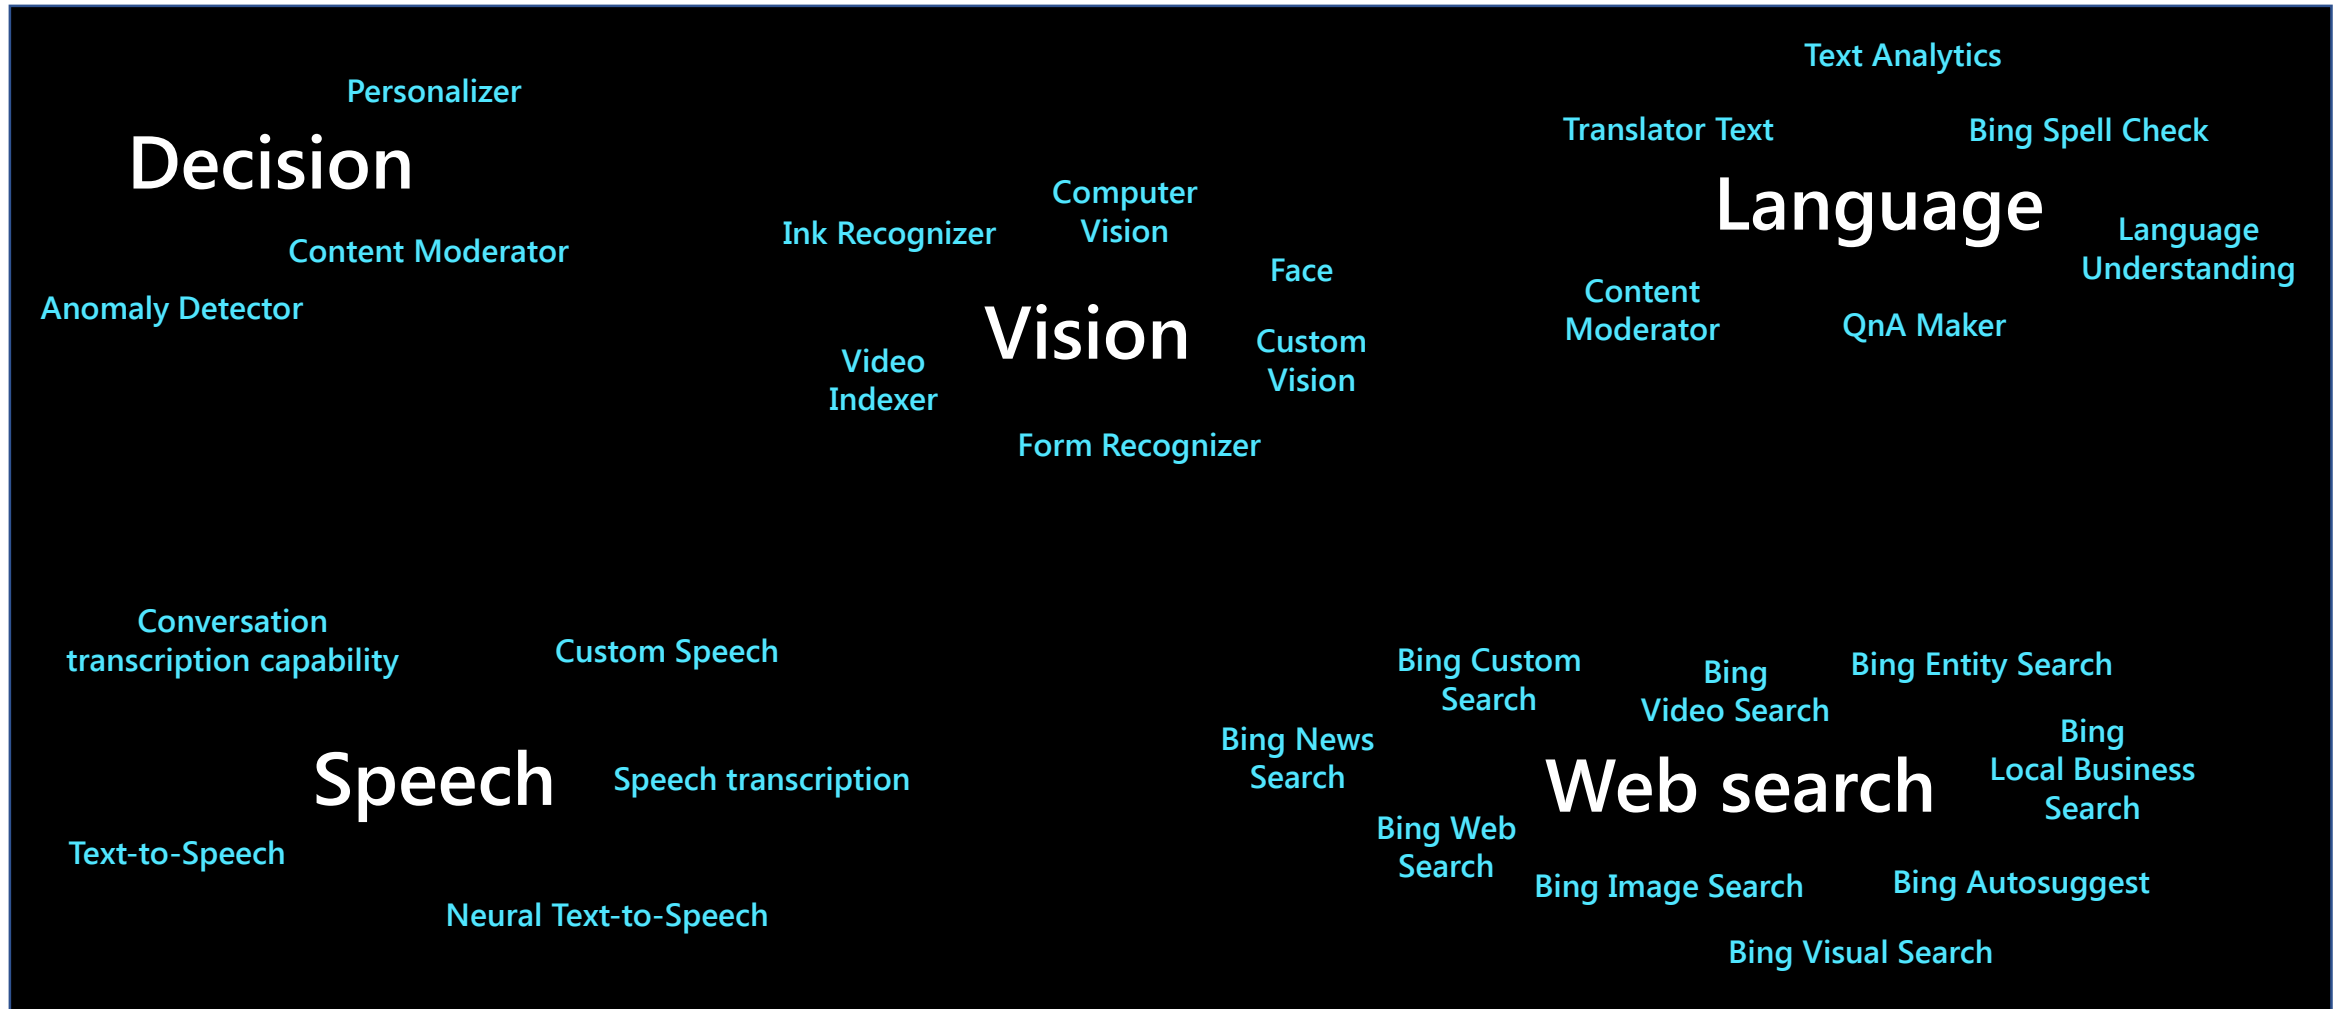 Personalizer
Decision
Content Moderator
Anomaly Detector
Computer
Vision
Ink Recognizer
Face
Vision
Custom
Vision
Video
Indexer
Form Recognizer
Text Analytics
Translator Text
Bing Spell Check
Language
Language
Understanding
Content
Moderator
QnA Maker
Conversation
transcription capability
Custom Speech
Speech
Speech transcription
Text-to-Speech
Neural Text-to-Speech
Bing Custom
Search
Bing
Video Search
Bing Entity Search
Bing News
Search
Web search
Bing
Local Business
Search
Bing Web
Search
Bing Image Search
Bing Autosuggest
Bing Visual Search